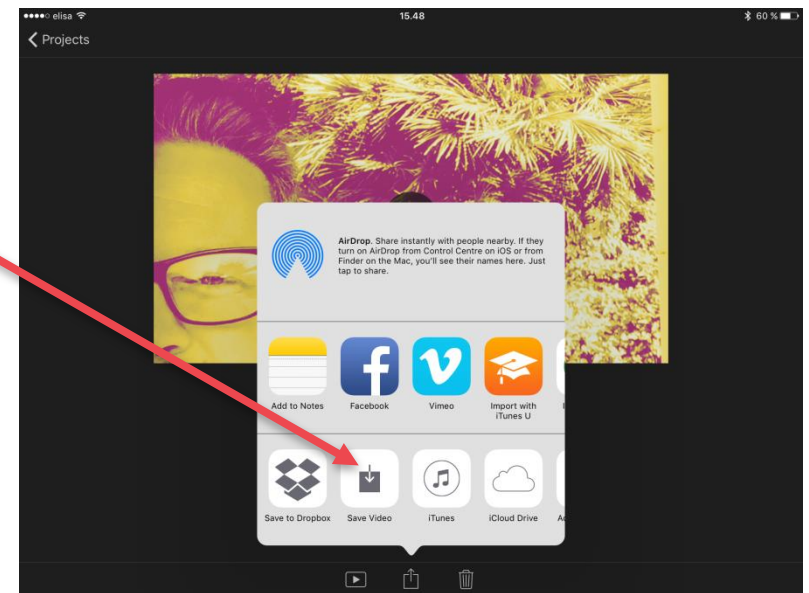 elisa
15.48
60 %
Projects
AirDrop. Share instantly with people nearby. If they
turn on AirDrop from Control Centre on iOS or from
Finder on the Mac, you'll see their names here. Just
tap to share.
Add to Notes
Facebook
Vimeo
Import with
iTunes U
Save to Dropbox
Save Video
iTunes
iCloud Drive